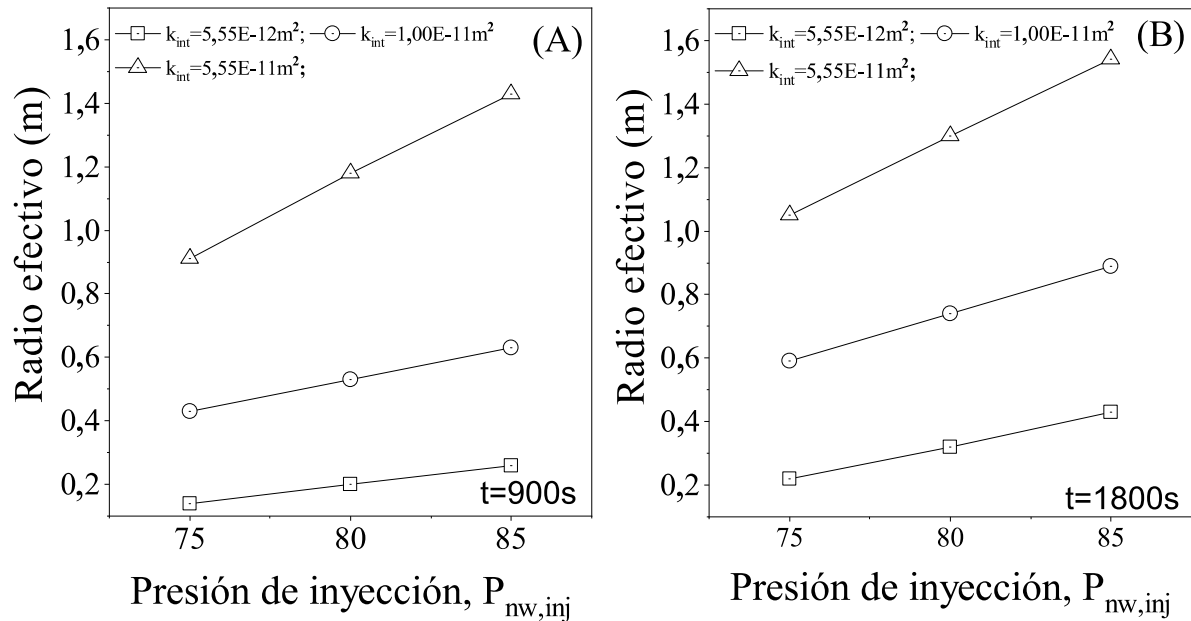 (A)
k_int=5,55E-12m²; k_int=1,00E-11m²
k_int=5,55E-11m²;
Radio efectivo (m)
1,6
1,4
1,2
1,0
0,8
0,6
0,4
0,2
t=900s
75 80 85
Presión de inyección, P_nw,inj
(B)
k_int=5,55E-12m²; k_int=1,00E-11m²
k_int=5,55E-11m²;
Radio efectivo (m)
1,6
1,4
1,2
1,0
0,8
0,6
0,4
0,2
t=1800s
75 80 85
Presión de inyección, P_nw,inj